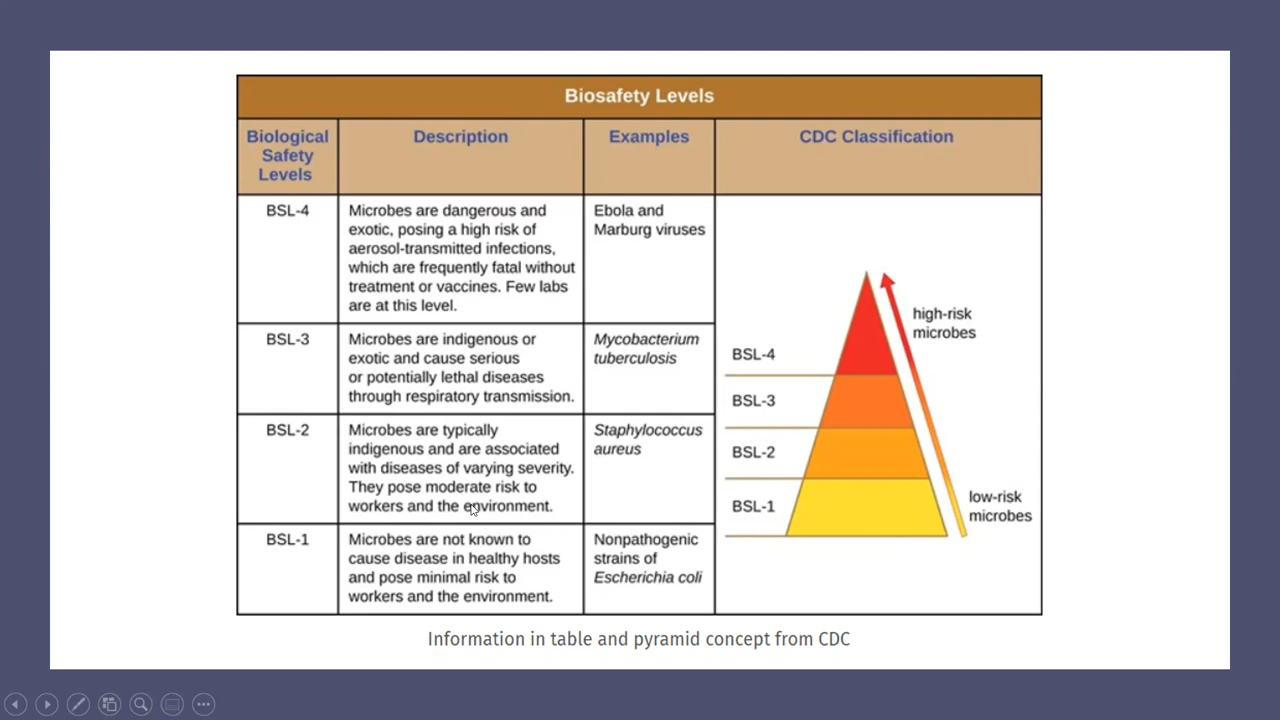 Biosafety Levels
Biological
Safety
Levels
Description
Examples
CDC Classification
BSL-4
Microbes are dangerous and
exotic, posing a high risk of
aerosol-transmitted infections,
which are frequently fatal without
treatment or vaccines. Few labs
are at this level.
Ebola and
Marburg viruses
BSL-3
Microbes are indigenous or
exotic and cause serious
or potentially lethal diseases
through respiratory transmission.
Mycobacterium
tuberculosis
BSL-2
Microbes are typically
indigenous and are associated
with diseases of varying severity.
They pose moderate risk to
workers and the environment.
Staphylococcus
aureus
BSL-1
Microbes are not known to
cause disease in healthy hosts
and pose minimal risk to
workers and the environment.
Nonpathogenic
strains of
Escherichia coli
high-risk
microbes
BSL-4
BSL-3
BSL-2
BSL-1
low-risk
microbes
Information in table and pyramid concept from CDC